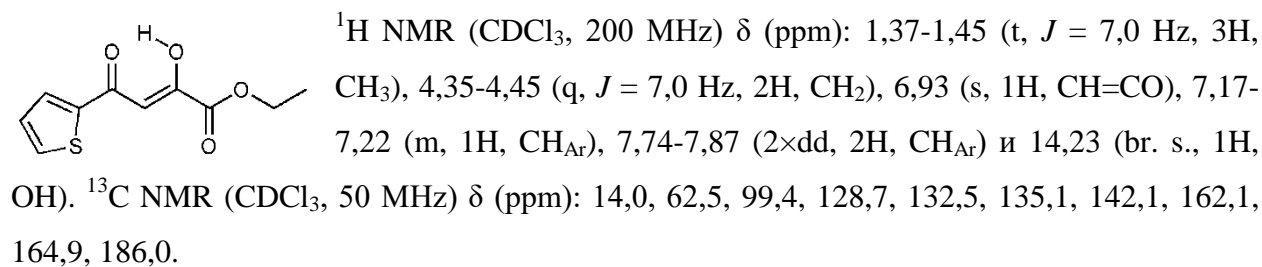 ¹H NMR (CDCl₃, 200 MHz) δ (ppm): 1,37-1,45 (t, J = 7,0 Hz, 3H,
CH₃), 4,35-4,45 (q, J = 7,0 Hz, 2H, CH₂), 6,93 (s, 1H, CH=CO), 7,17-
7,22 (m, 1H, CH_Ar), 7,74-7,87 (2×dd, 2H, CH_Ar) и 14,23 (br. s., 1H,
OH). ¹³C NMR (CDCl₃, 50 MHz) δ (ppm): 14,0, 62,5, 99,4, 128,7, 132,5, 135,1, 142,1, 162,1,
164,9, 186,0.
H
O
O
O
O
S